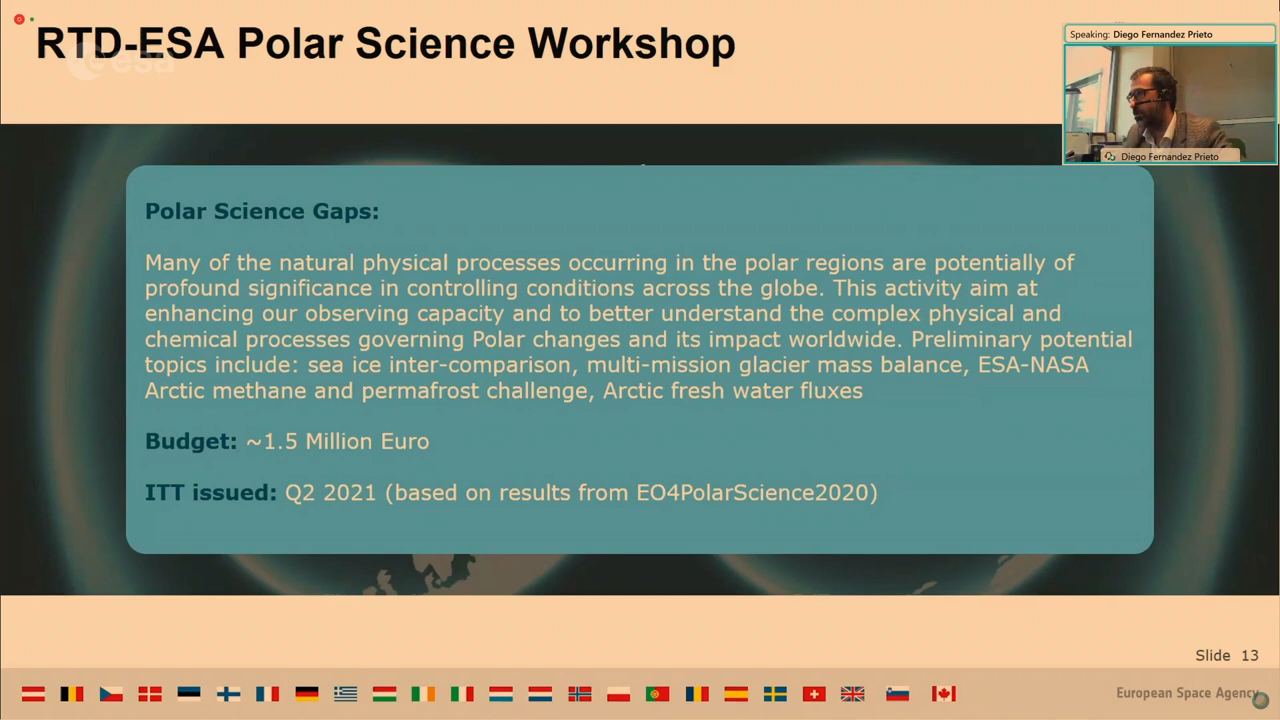 RTD-ESA Polar Science Workshop
esa
Speaking: Diego Fernandez Prieto
Diego Fernandez Prieto
Polar Science Gaps:
Many of the natural physical processes occurring in the polar regions are potentially of
profound significance in controlling conditions across the globe. This activity aim at
enhancing our observing capacity and to better understand the complex physical and
chemical processes governing Polar changes and its impact worldwide. Preliminary potential
topics include: sea ice inter-comparison, multi-mission glacier mass balance, ESA-NASA
Arctic methane and permafrost challenge, Arctic fresh water fluxes
Budget: ~1.5 Million Euro
ITT issued: Q2 2021 (based on results from EO4PolarScience2020)
Slide 13
European Space Agency